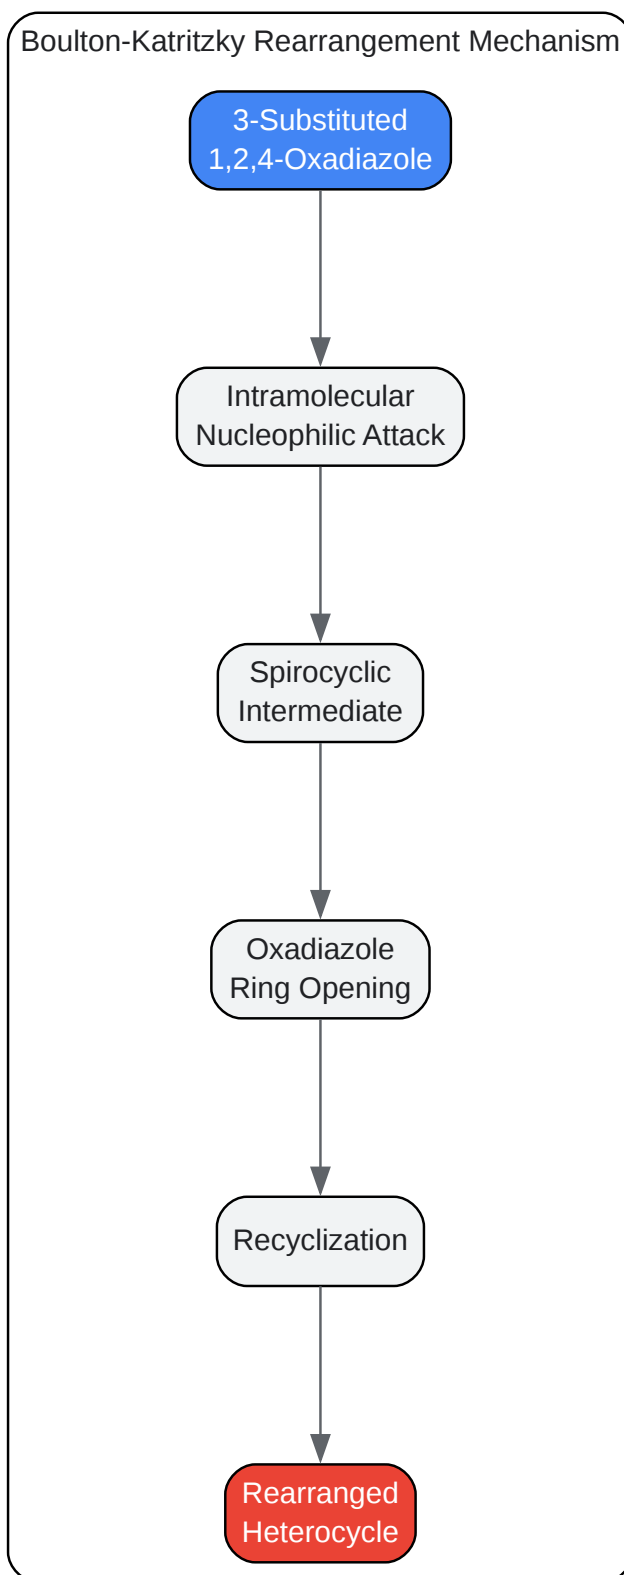 Boulton-Katritzky Rearrangement Mechanism
3-Substituted
1,2,4-Oxadiazole
Intramolecular
Nucleophilic Attack
Spirocyclic
Intermediate
Oxadiazole
Ring Opening
Recyclization
Rearranged
Heterocycle